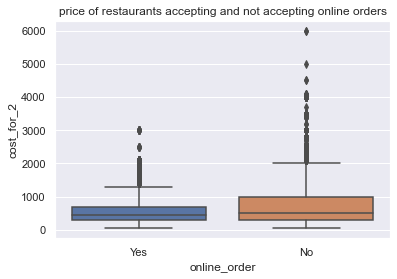 price of restaurants accepting and not accepting online orders
6000
5000
4000
3000
2000
1000
0
cost_for_2
Yes
No
online_order